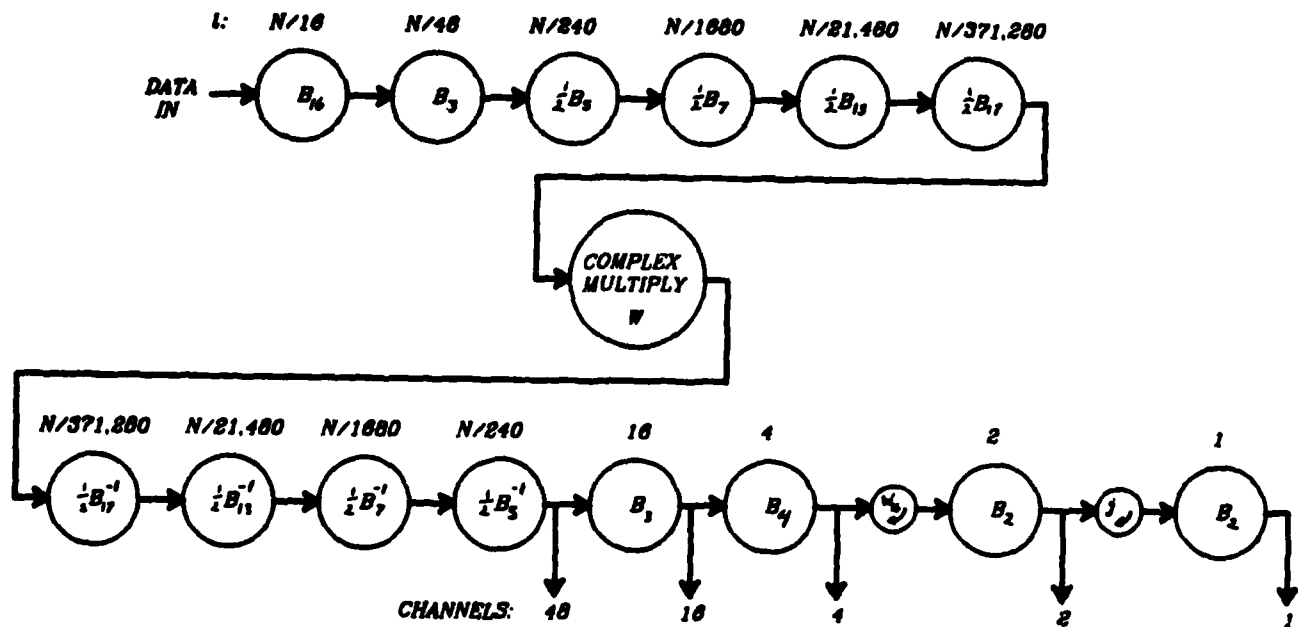 l: N/16 N/48 N/240 N/1680 N/21,480 N/371,280
DATA IN
B₁₆ B₃ ½B₅ ½B₇ ½B₁₃ ½B₁₇
COMPLEX
MULTIPLY
W
N/371,280 N/21,480 N/1680 N/240 16 4 2 1
½B₁₇⁻¹ ½B₁₃⁻¹ ½B₇⁻¹ ½B₅⁻¹ B₃ B₄ B₂ j B₂
CHANNELS: 48 16 4 2 1